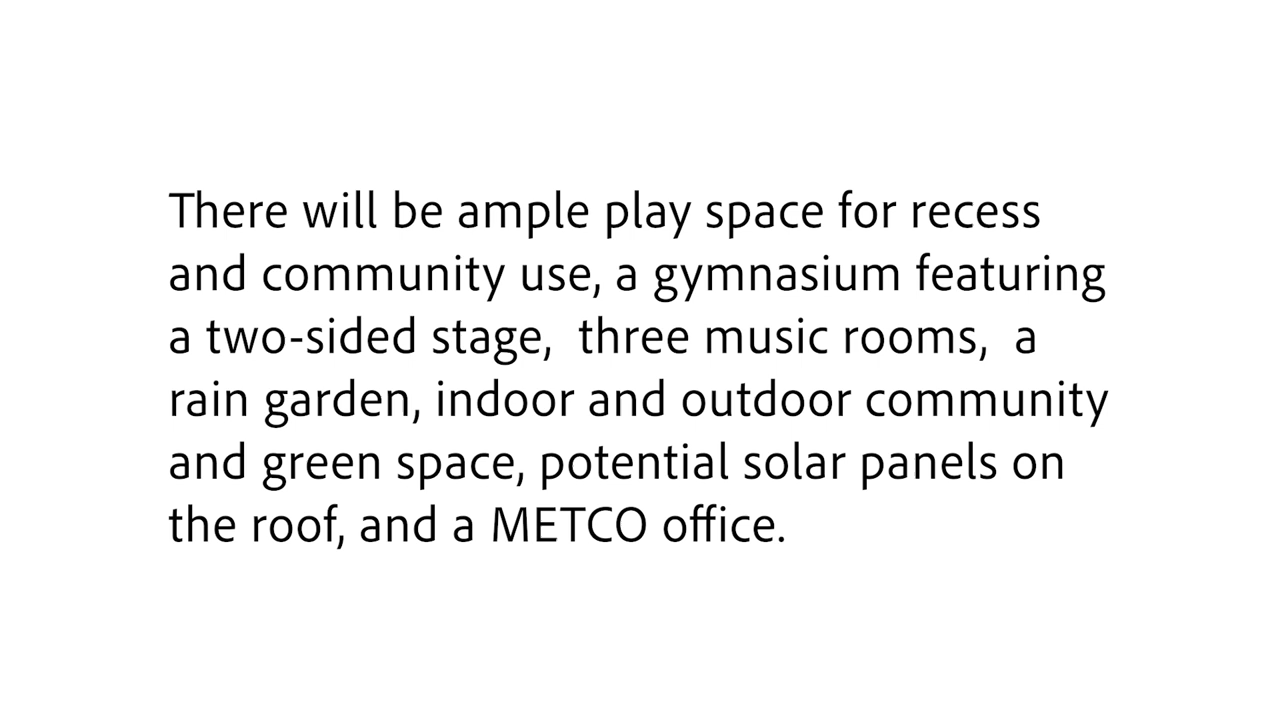 There will be ample play space for recess
and community use, a gymnasium featuring
a two-sided stage,  three music rooms,  a
rain garden, indoor and outdoor community
and green space, potential solar panels on
the roof, and a METCO office.